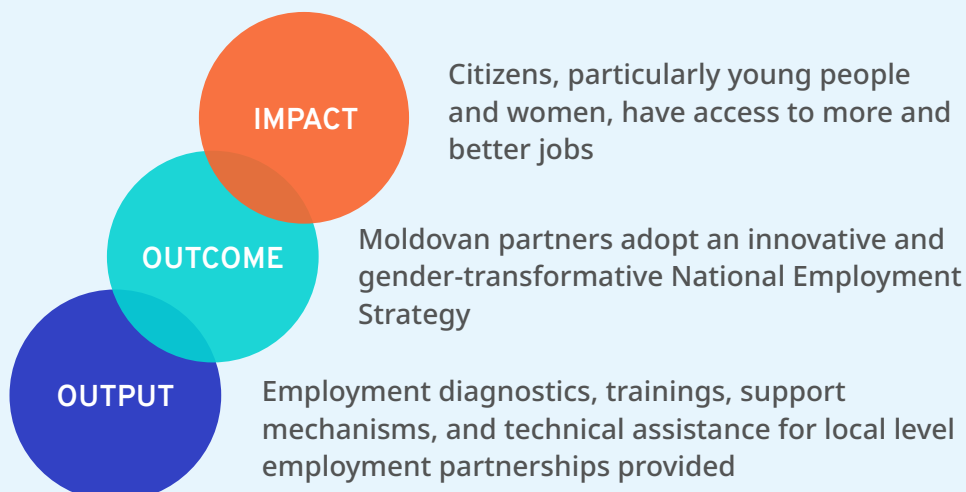 IMPACT
Citizens, particularly young people
and women, have access to more and
better jobs
OUTCOME
Moldovan partners adopt an innovative and
gender-transformative National Employment
Strategy
OUTPUT
Employment diagnostics, trainings, support
mechanisms, and technical assistance for local level
employment partnerships provided